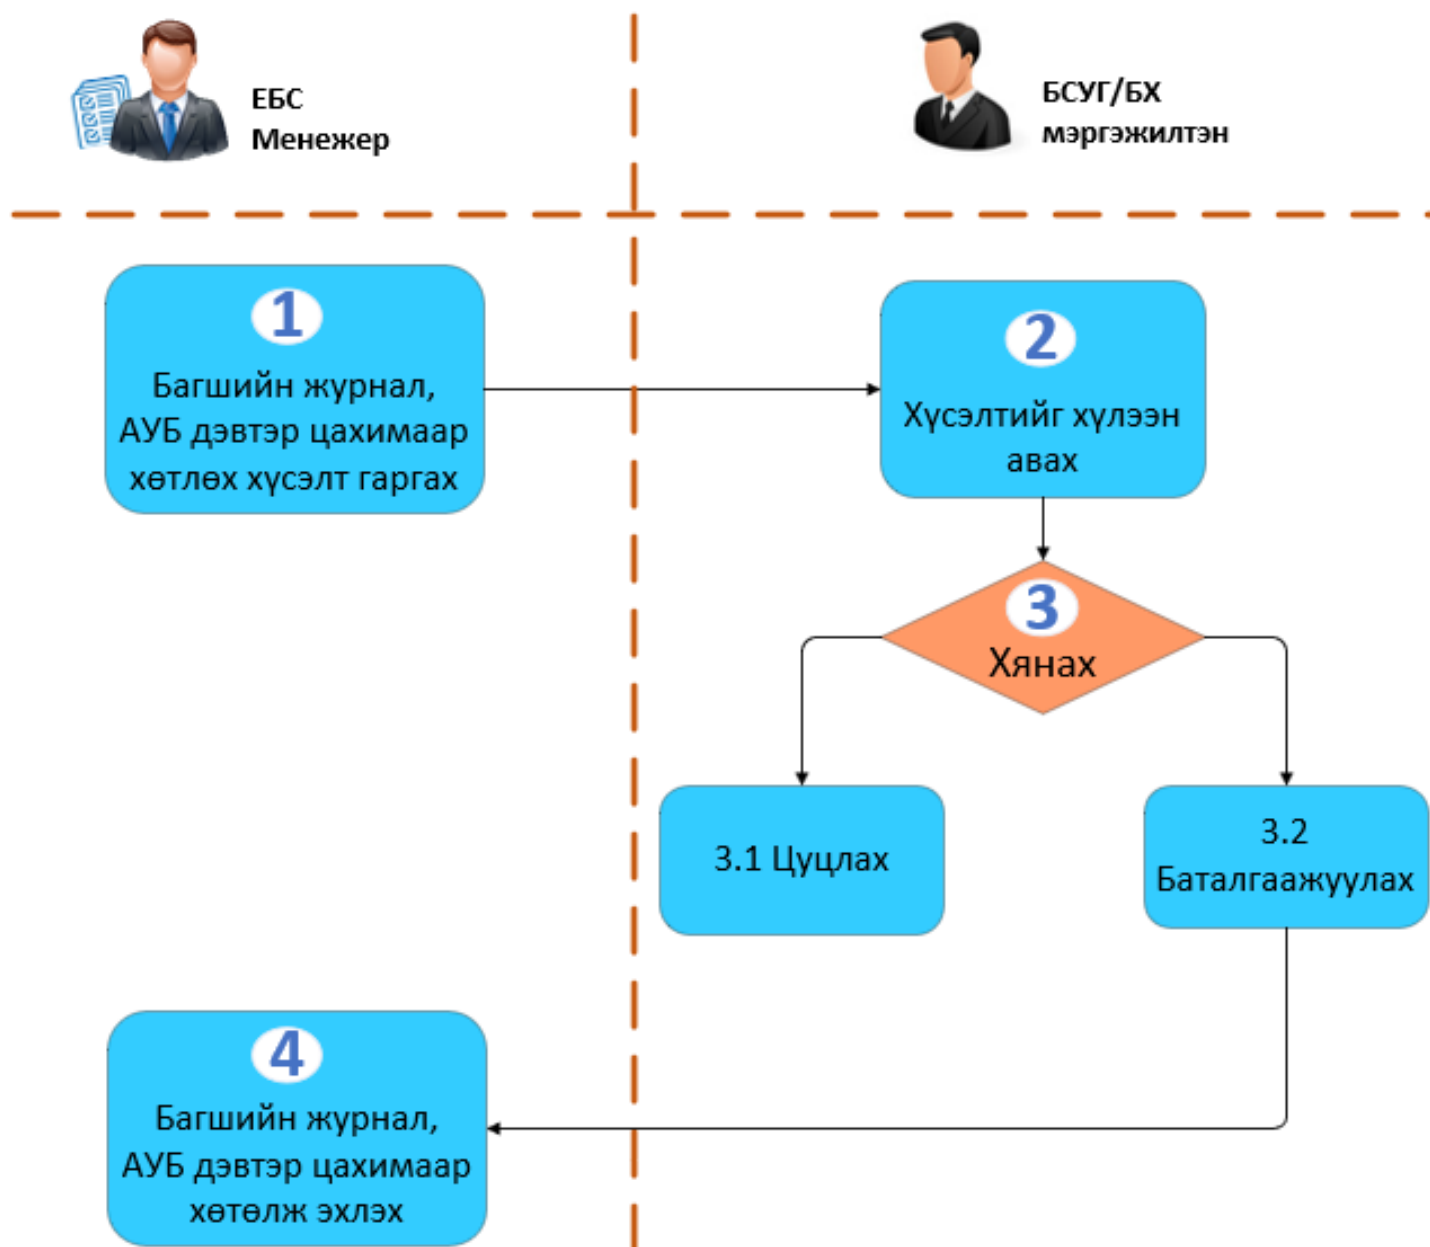 ЕБС
Менежер
БСУГ/БХ
мэргэжилтэн
1
Багшийн журнал,
АУБ дэвтэр цахимаар
хөтлөх хүсэлт гаргах
2
Хүсэлтийг хүлээн
авах
3
Хянах
3.1 Цуцлах
3.2
Баталгаажуулах
4
Багшийн журнал,
АУБ дэвтэр цахимаар
хөтөлж эхлэх